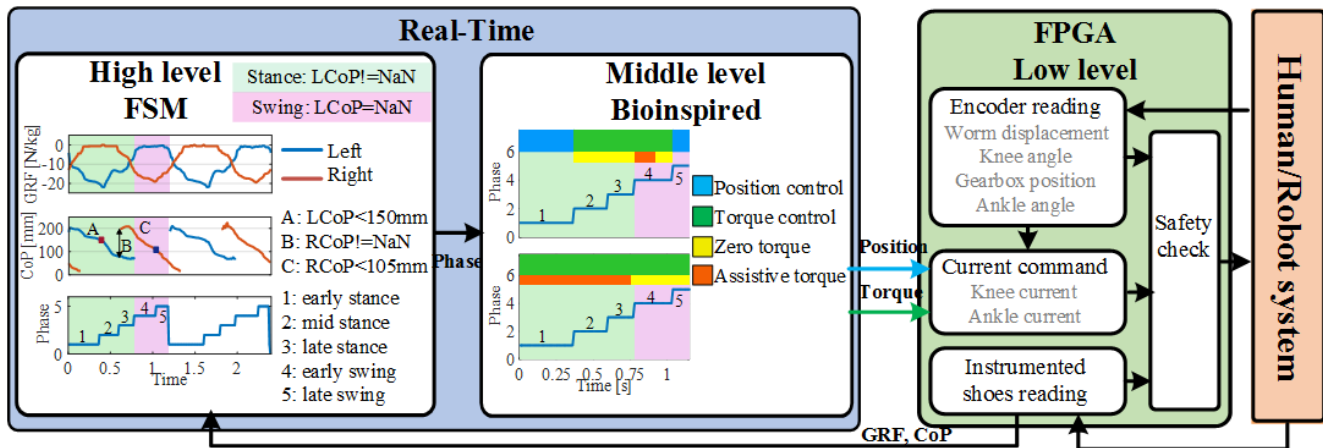 Real-Time
High level
FSM
Stance: LCoP!=NaN
Swing: LCoP=NaN
GRF [N/kg]
0
-10
-20
Left
Right
CoP [mm]
200
100
0
A
B
C
A: LCoP<150mm
B: RCoP!=NaN
C: RCoP<105mm
Phase
5
0
1
2
3
4
5
0
0.5
1
1.5
2
Time
1: early stance
2: mid stance
3: late stance
4: early swing
5: late swing
Phase
Middle level
Bioinspired
Phase
6
4
2
0
1
2
3
4
5
Position control
Torque control
Zero torque
Assistive torque
Phase
6
4
2
0
1
2
3
4
5
0
0.25
0.5
0.75
1
Time [s]
Position
Torque
FPGA
Low level
Encoder reading
Worm displacement
Knee angle
Gearbox position
Ankle angle
Current command
Knee current
Ankle current
Instrumented
shoes reading
Safety
check
Human/Robot system
GRF, CoP